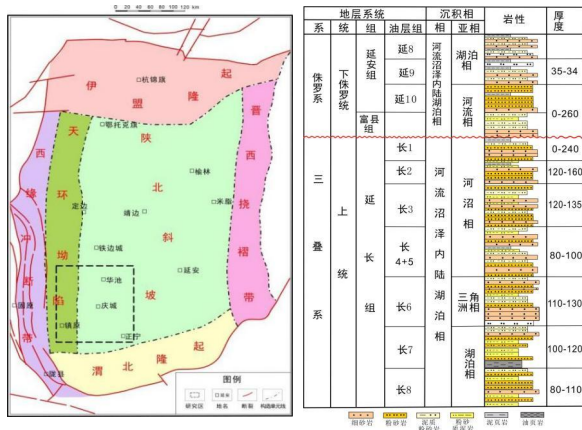 0 20 40 60 80 100 120 km
伊盟隆起
杭锦旗
鄂托克旗
天环坳陷
陕北斜坡
晋西挠褶带
西缘冲断带
渭北隆起
榆林
米脂
定边
靖边
铁边城
延安
华池
庆城
固原
镇原
正宁
陇县
图例
研究区
地名
断裂
构造单元线
地层系统
沉积相
岩性
厚度
系
统
组
油层组
相
亚相
侏罗系
下侏罗统
延安组
富县组
延8
延9
延10
河流沼泽内陆湖泊相
湖泊相
河流相
35-34
0-260
三叠系
上统
延长组
长1
长2
长3
长4+5
长6
长7
长8
河流沼泽内陆湖泊相
河沼相
三角洲相
湖泊相
0-240
120-160
120-135
80-100
110-130
100-120
80-110
细砂岩
粉砂岩
泥质粉砂岩
粉砂质泥岩
泥页岩
油页岩